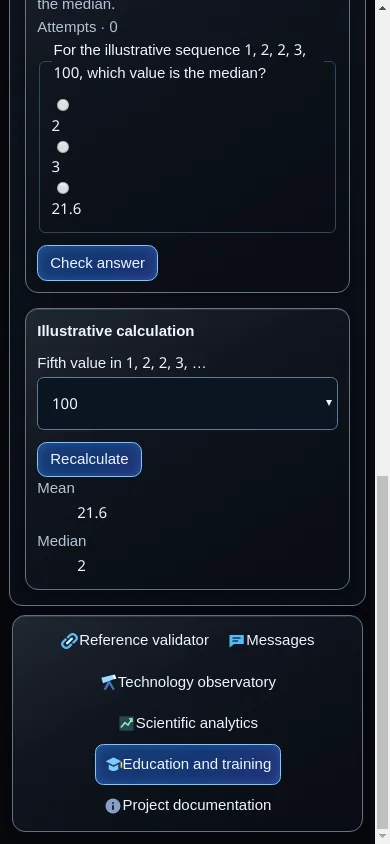 the median.
Attempts · 0
For the illustrative sequence 1, 2, 2, 3,
100, which value is the median?
2
3
21.6
Check answer
Illustrative calculation
Fifth value in 1, 2, 2, 3, …
100
Recalculate
Mean
21.6
Median
2
Reference validator Messages
Technology observatory
Scientific analytics
Education and training
Project documentation